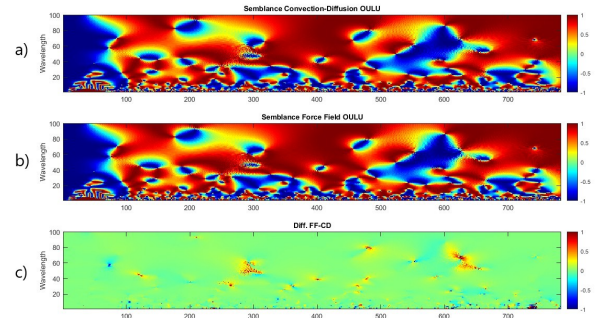 Semblance Convection-Diffusion OULU
a)
Wavelength
100
80
60
40
20
100 200 300 400 500 600 700
1
0.5
0
-0.5
-1
Semblance Force Field OULU
b)
Wavelength
100
80
60
40
20
100 200 300 400 500 600 700
1
0.5
0
-0.5
-1
Diff. FF-CD
c)
Wavelength
100
80
60
40
20
100 200 300 400 500 600 700
1
0.5
0
-0.5
-1